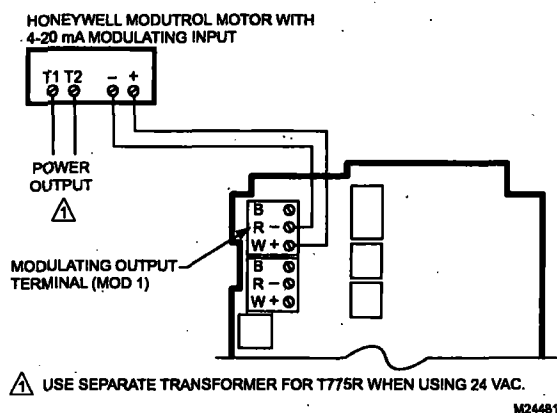 HONEYWELL MODUTROL MOTOR WITH
4-20 mA MODULATING INPUT
T1 T2 – +
POWER
OUTPUT
1
B
R –
W +
B
R –
W +
MODULATING OUTPUT
TERMINAL (MOD 1)
1 USE SEPARATE TRANSFORMER FOR T775R WHEN USING 24 VAC.
M24461